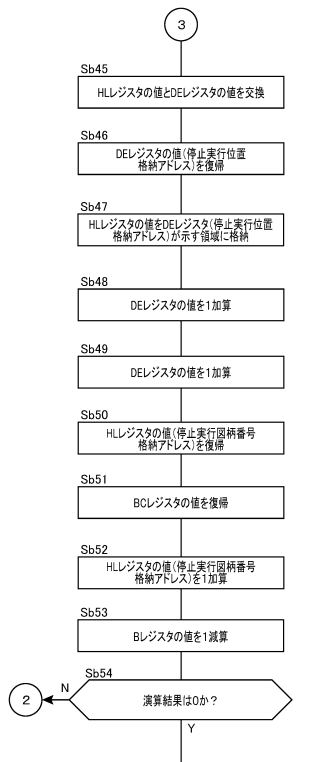 3
Sb45
HLレジスタの値とDEレジスタの値を交換
Sb46
DEレジスタの値(停止実行位置
格納アドレス)を復帰
Sb47
HLレジスタの値をDEレジスタ(停止実行位置
格納アドレス)が示す領域に格納
Sb48
DEレジスタの値を1加算
Sb49
DEレジスタの値を1加算
Sb50
HLレジスタの値(停止実行図柄番号
格納アドレス)を復帰
Sb51
BCレジスタの値を復帰
Sb52
HLレジスタの値(停止実行図柄番号
格納アドレス)を1加算
Sb53
Bレジスタの値を1減算
Sb54
2
N
演算結果は0か?
Y